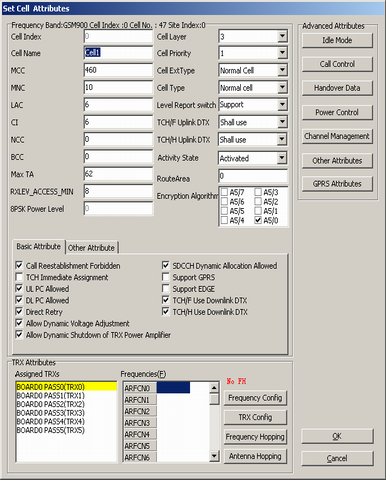 Set Cell Attributes
Frequency Band:GSM900 Cell Index :0 Cell No. : 47 Site Index:0
Cell Index 0
Cell Name Cell1
MCC 460
MNC 10
LAC 6
CI 6
NCC 0
BCC 0
Max TA 62
RXLEV_ACCESS_MIN 8
8PSK Power Level 0
Cell Layer 3
Cell Priority 1
Cell ExtType Normal Cell
Cell Type Normal cell
Level Report switch Support
TCH/F Uplink DTX Shall use
TCH/H Uplink DTX Shall use
Activity State Activated
RouteArea 0
Encryption Algorithm
A5/7 A5/3
A5/6 A5/2
A5/5 A5/1
A5/4 A5/0
Advanced Attributes
Idle Mode
Call Control
Handover Data
Power Control
Channel Management
Other Attributes
GPRS Attributes
Basic Attribute Other Attribute
Call Reestablishment Forbidden
TCH Immediate Assignment
UL PC Allowed
DL PC Allowed
Direct Retry
Allow Dynamic Voltage Adjustment
Allow Dynamic Shutdown of TRX Power Amplifier
SDCCH Dynamic Allocation Allowed
Support GPRS
Support EDGE
TCH/F Use Downlink DTX
TCH/H Use Downlink DTX
TRX Attributes
Assigned TRXs
BOARD0 PASS0(TRX0)
BOARD0 PASS1(TRX1)
BOARD0 PASS2(TRX2)
BOARD0 PASS3(TRX3)
BOARD0 PASS4(TRX4)
BOARD0 PASS5(TRX5)
Frequencies(F)
ARFCN0
ARFCN1
ARFCN2
ARFCN3
ARFCN4
ARFCN5
ARFCN6
No FH
Frequency Config
TRX Config
Frequency Hopping
Antenna Hopping
OK
Cancel